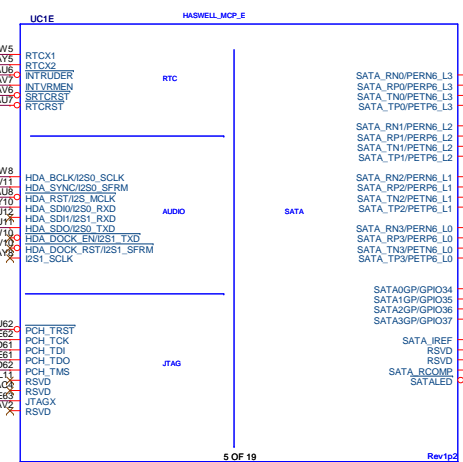 UC1E
HASWELL_MCP_E
RTC
RTCX1
RTCX2
INTRUDER
INTVRMEN
SRTCRST
RTCRST
AUDIO
HDA_BCLK/I2S0_SCLK
HDA_SYNC/I2S0_SFRM
HDA_RST/I2S_MCLK
HDA_SDI0/I2S0_RXD
HDA_SDI1/I2S1_RXD
HDA_SDO/I2S0_TXD
HDA_DOCK_EN/I2S1_TXD
HDA_DOCK_RST/I2S1_SFRM
I2S1_SCLK
JTAG
PCH_TRST
PCH_TCK
PCH_TDI
PCH_TDO
PCH_TMS
RSVD
RSVD
JTAGX
RSVD
SATA
SATA_RN0/PERN6_L3
SATA_RP0/PERP6_L3
SATA_TN0/PETN6_L3
SATA_TP0/PETP6_L3
SATA_RN1/PERN6_L2
SATA_RP1/PERP6_L2
SATA_TN1/PETN6_L2
SATA_TP1/PETP6_L2
SATA_RN2/PERN6_L1
SATA_RP2/PERP6_L1
SATA_TN2/PETN6_L1
SATA_TP2/PETP6_L1
SATA_RN3/PERN6_L0
SATA_RP3/PERP6_L0
SATA_TN3/PETN6_L0
SATA_TP3/PETP6_L0
SATA0GP/GPIO34
SATA1GP/GPIO35
SATA2GP/GPIO36
SATA3GP/GPIO37
SATA_IREF
RSVD
RSVD
SATA_RCOMP
SATALED
5 OF 19
Rev1p2